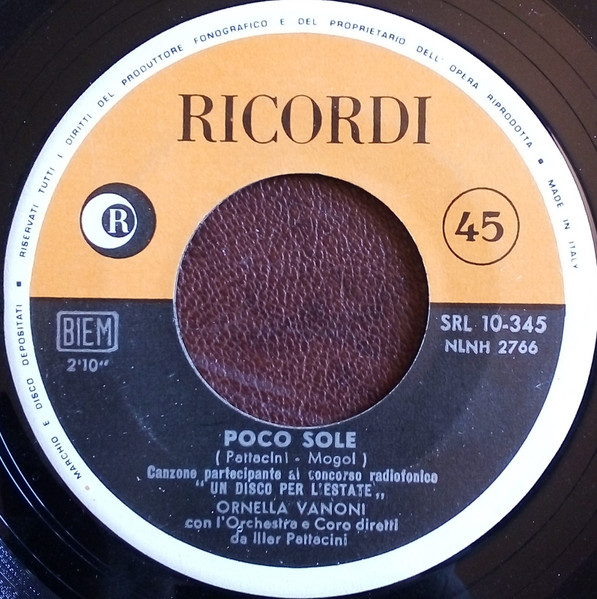 MARCHIO E DISCO DEPOSITATI ■ RISERVATI TUTTI I DIRITTI DEL PRODUTTORE FONOGRAFICO E DEL PROPRIETARIO DELL' OPERA RIPRODOTTA ■ MADE IN ITALY
RICORDI
R
45
BIEM
2'10"
SRL 10-345
NLNH 2766
POCO SOLE
( Pattacini - Mogol )
Canzone partecipante al concorso radiofonico
"UN DISCO PER L'ESTATE„
ORNELLA VANONI
con l'Orchestra e Coro diretti
da Iller Pattacini